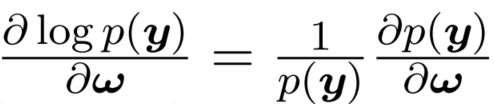 ∂ log p(𝒚) / ∂𝝎 = 1 / p(𝒚) ∂p(𝒚) / ∂𝝎